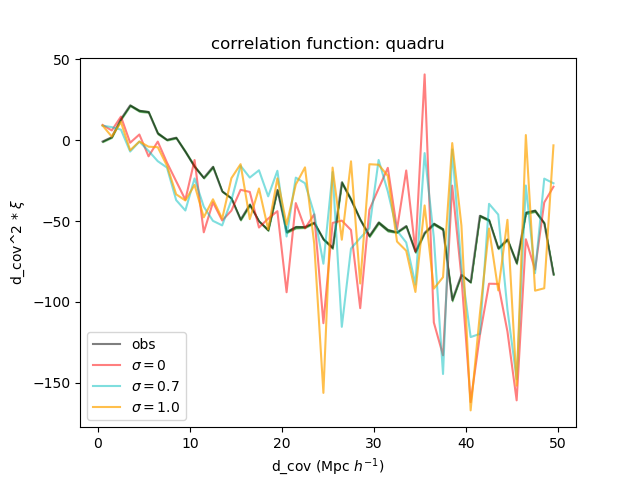 correlation function: quadru
d_cov^2 * ξ
50
0
−50
−100
−150
obs
σ = 0
σ = 0.7
σ = 1.0
0
10
20
30
40
50
d_cov (Mpc h⁻¹)